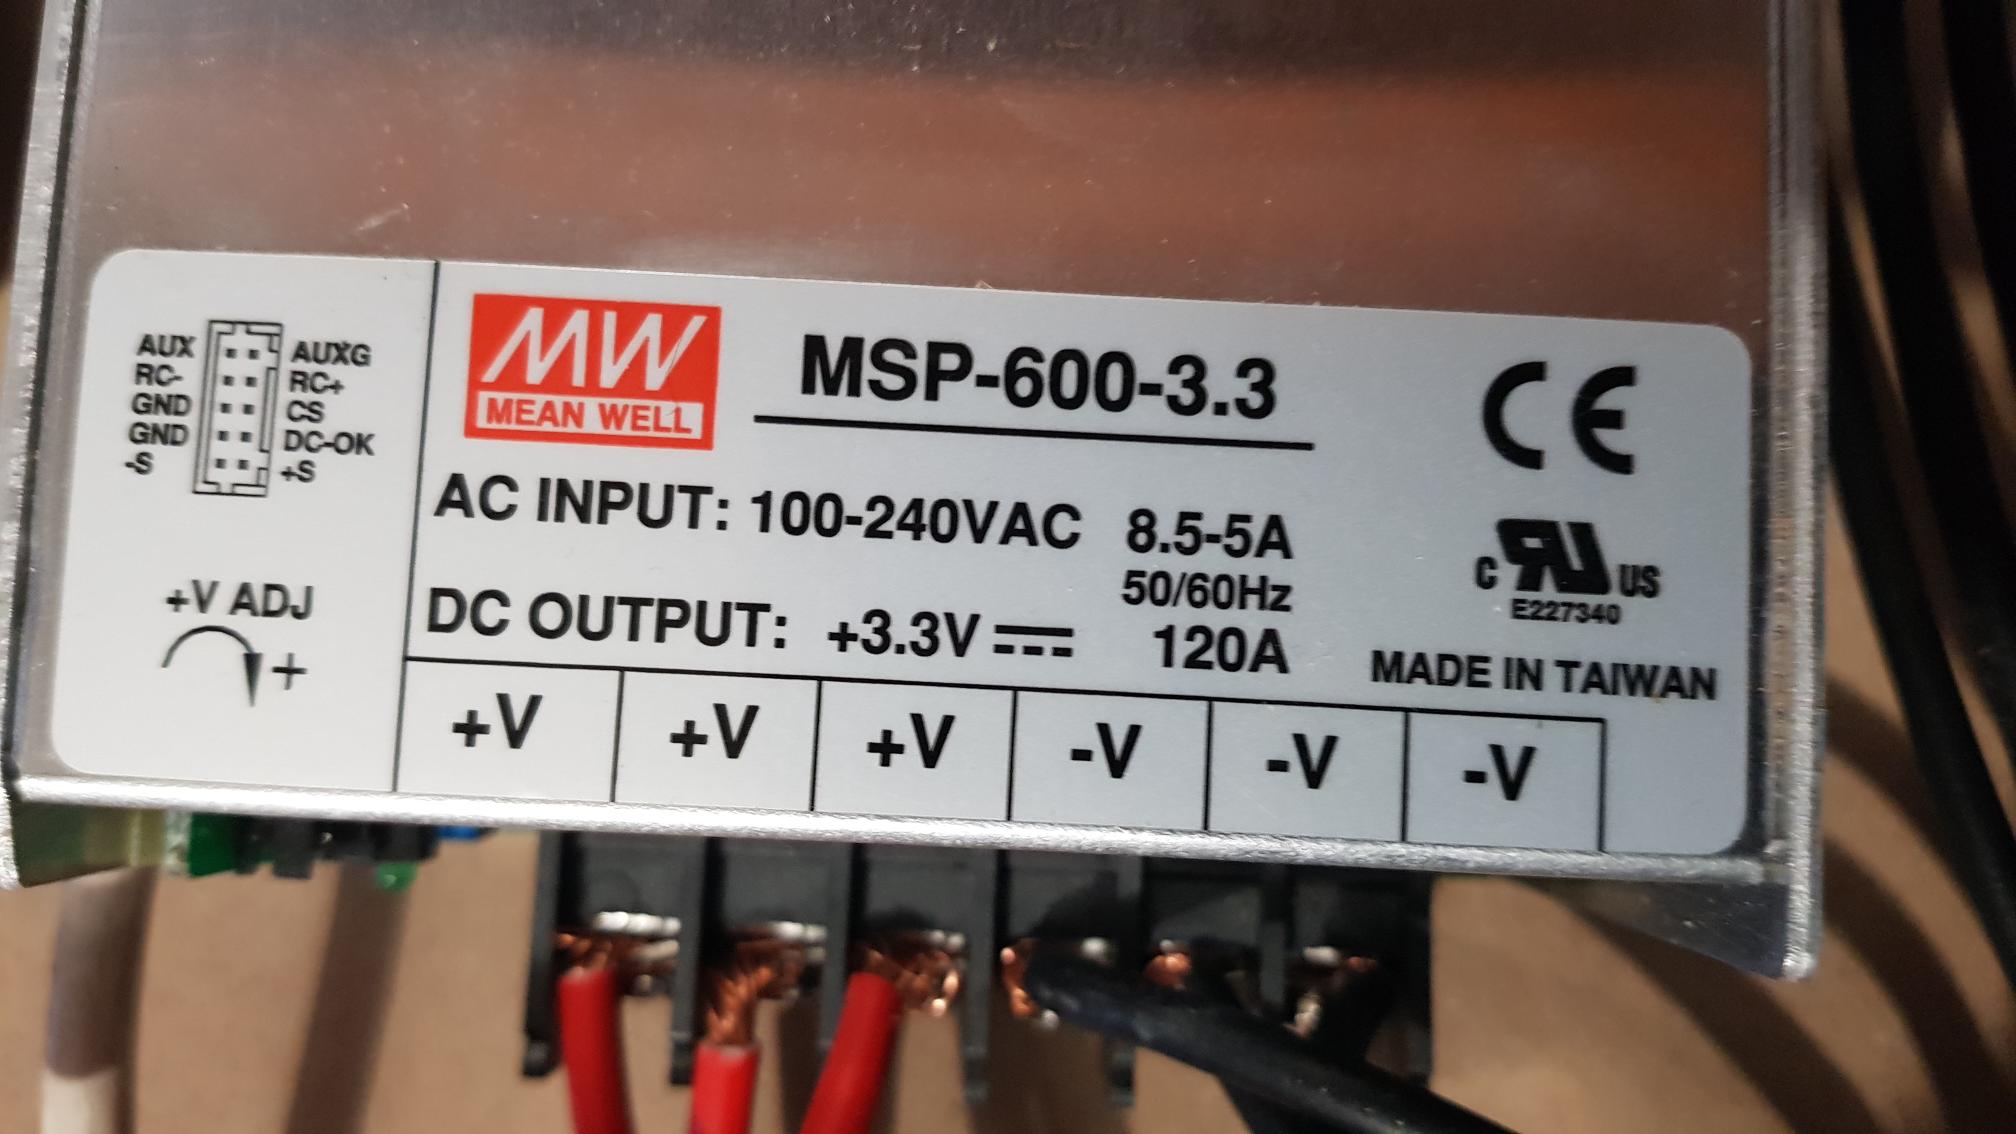 AUX AUXG
RC- RC+
GND CS
GND DC-OK
-S +S
+V ADJ
+
MW
MEAN WELL
MSP-600-3.3
AC INPUT: 100-240VAC 8.5-5A
50/60Hz
DC OUTPUT: +3.3V 120A
CE
c RU US
E227340
MADE IN TAIWAN
+V +V +V -V -V -V